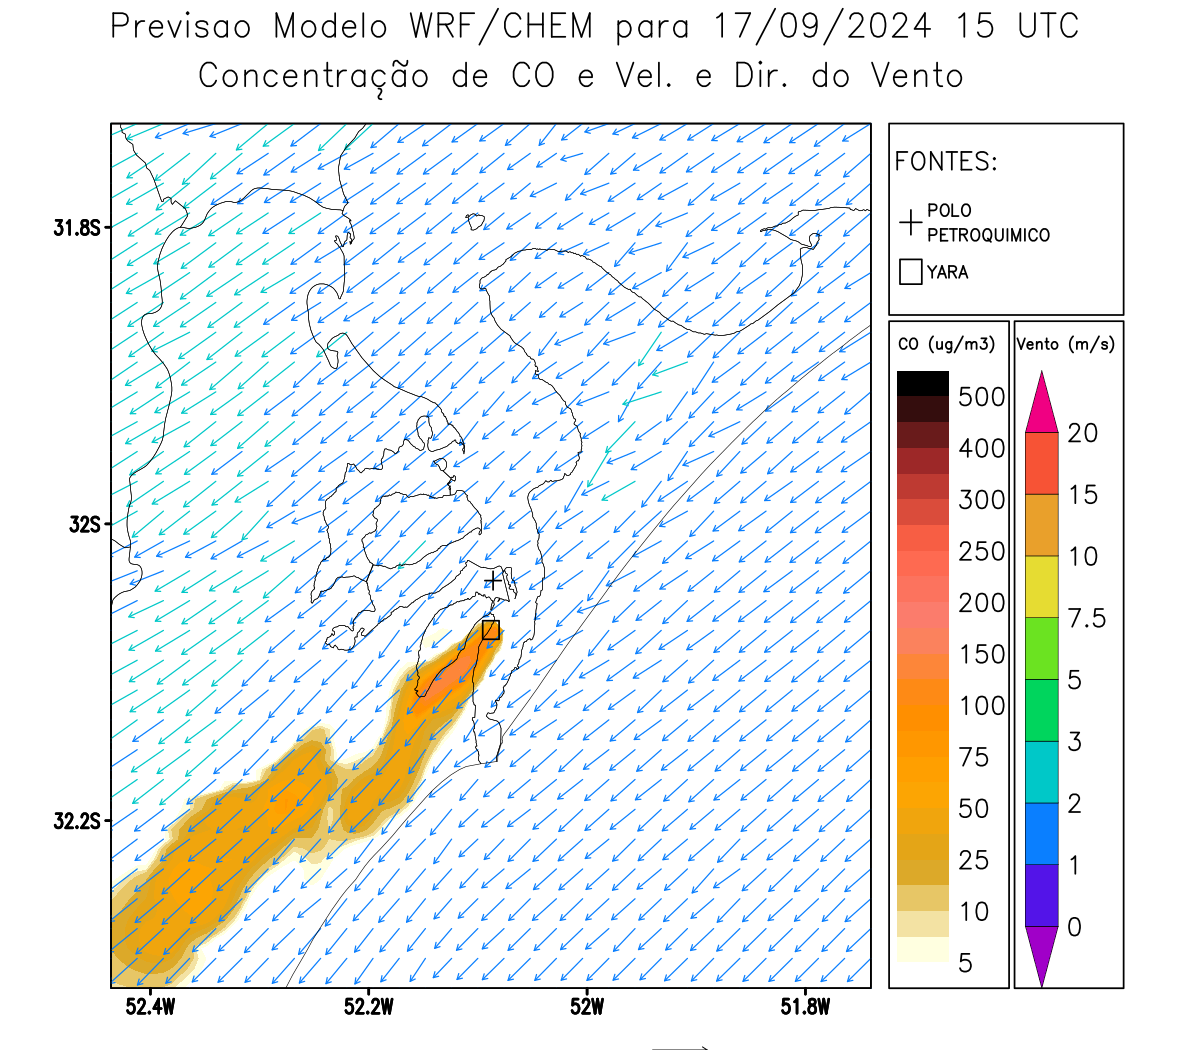 Previsao Modelo WRF/CHEM para 17/09/2024 15 UTC
Concentração de CO e Vel. e Dir. do Vento
FONTES:
POLO
PETROQUIMICO
YARA
CO (ug/m3)
500
400
300
250
200
150
100
75
50
25
10
5
Vento (m/s)
20
15
10
7.5
5
3
2
1
0
31.8S
32S
32.2S
52.4W
52.2W
52W
51.8W